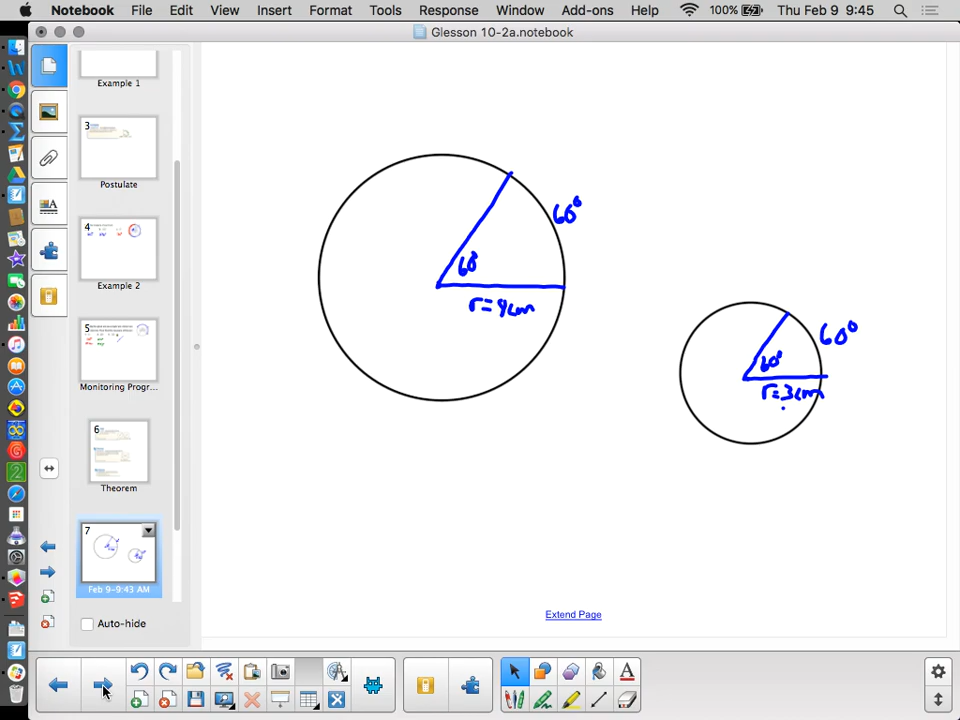 Notebook File Edit View Insert Format Tools Response Window Add-ons Help 100% Thu Feb 9 9:45
Glesson 10-2a.notebook
Example 1
3
Postulate
4
Example 2
5
Monitoring Progr...
6
Theorem
7
Feb 9-9:43 AM
Auto-hide
60°
60°
r=9cm
60°
60°
r=3cm
Extend Page